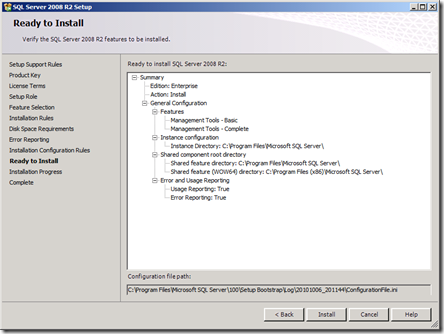 SQL Server 2008 R2 Setup
Ready to Install
Verify the SQL Server 2008 R2 features to be installed.
Setup Support Rules
Product Key
License Terms
Setup Role
Feature Selection
Installation Rules
Disk Space Requirements
Error Reporting
Installation Configuration Rules
Ready to Install
Installation Progress
Complete
Ready to install SQL Server 2008 R2:
Summary
Edition: Enterprise
Action: Install
General Configuration
Features
Management Tools - Basic
Management Tools - Complete
Instance configuration
Instance Directory: C:\Program Files\Microsoft SQL Server\
Shared component root directory
Shared feature directory: C:\Program Files\Microsoft SQL Server\
Shared feature (WOW64) directory: C:\Program Files (x86)\Microsoft SQL Server\
Error and Usage Reporting
Usage Reporting: True
Error Reporting: True
Configuration file path:
C:\Program Files\Microsoft SQL Server\100\Setup Bootstrap\Log\20101006_201144\ConfigurationFile.ini
< Back
Install
Cancel
Help